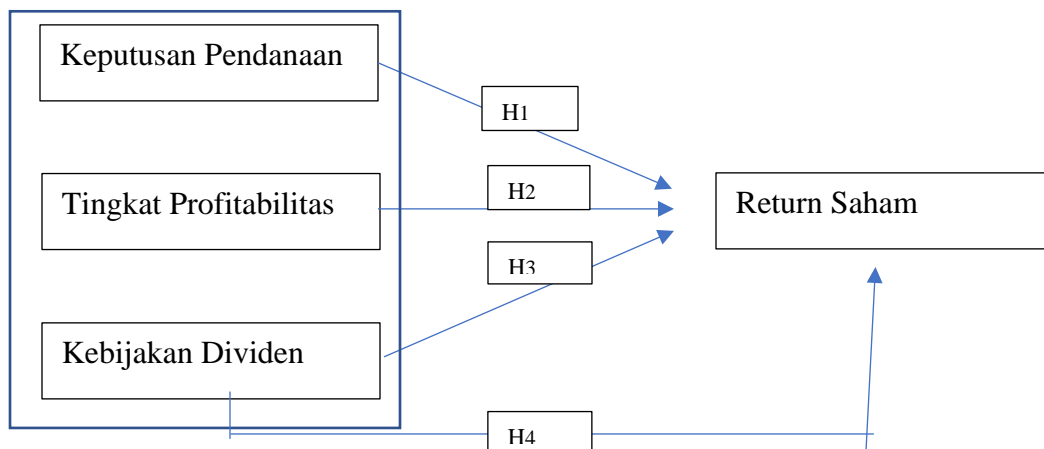 Keputusan Pendanaan
H1
Tingkat Profitabilitas
H2
Return Saham
H3
Kebijakan Dividen
H4